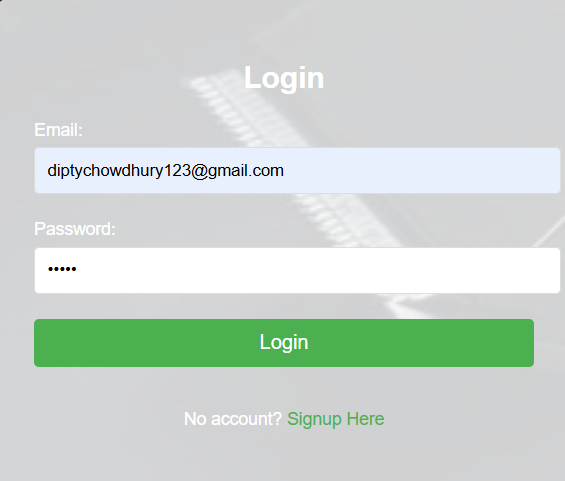 Login
Email:
diptychowdhury123@gmail.com
Password:
•••••
Login
No account? Signup Here